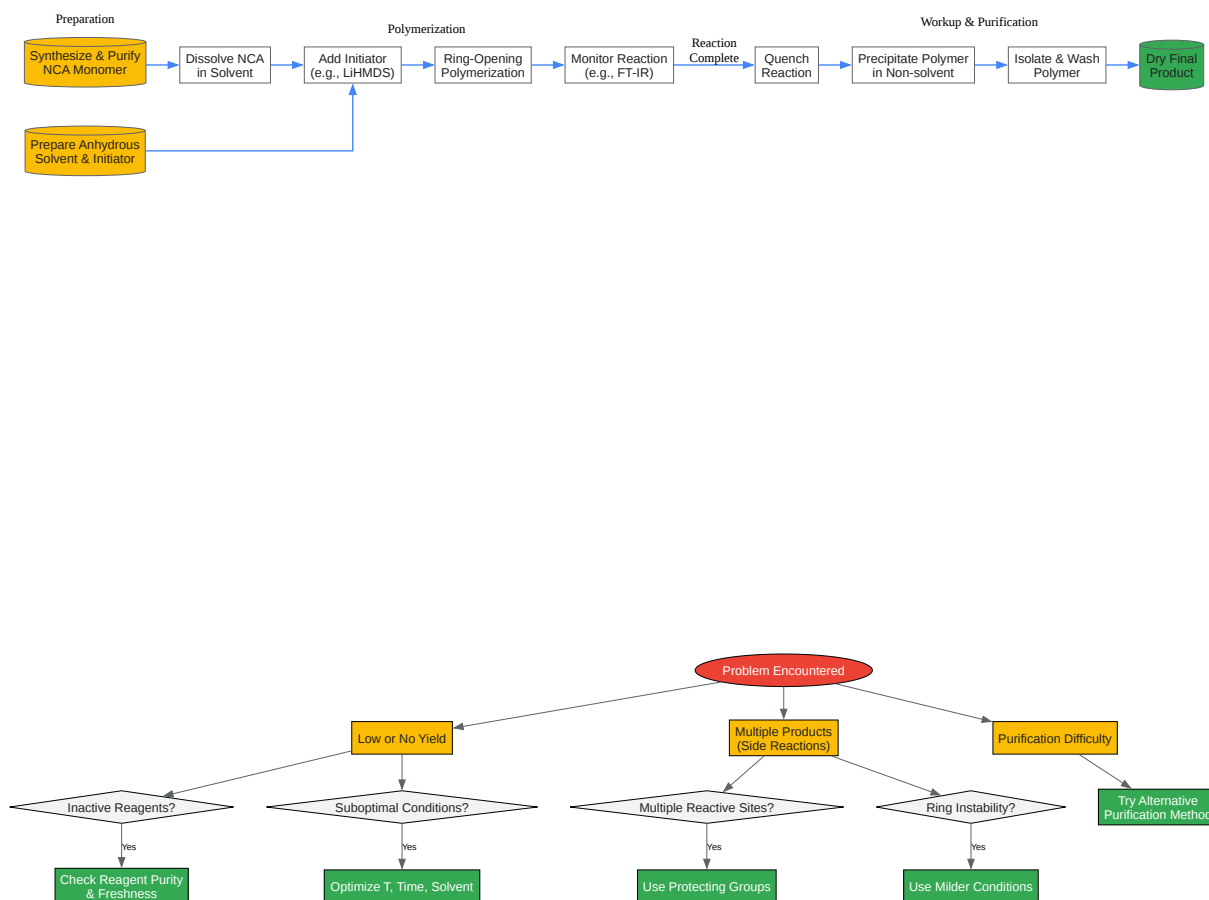 Preparation
Polymerization
Workup & Purification
Synthesize & Purify
NCA Monomer
Dissolve NCA
in Solvent
Add Initiator
(e.g., LiHMDS)
Ring-Opening
Polymerization
Monitor Reaction
(e.g., FT-IR)
Reaction
Complete
Quench
Reaction
Precipitate Polymer
in Non-solvent
Isolate & Wash
Polymer
Dry Final
Product
Prepare Anhydrous
Solvent & Initiator
Problem Encountered
Low or No Yield
Multiple Products
(Side Reactions)
Purification Difficulty
Inactive Reagents?
Suboptimal Conditions?
Multiple Reactive Sites?
Ring Instability?
Try Alternative
Purification Method
Yes
Yes
Yes
Yes
Check Reagent Purity
& Freshness
Optimize T, Time, Solvent
Use Protecting Groups
Use Milder Conditions